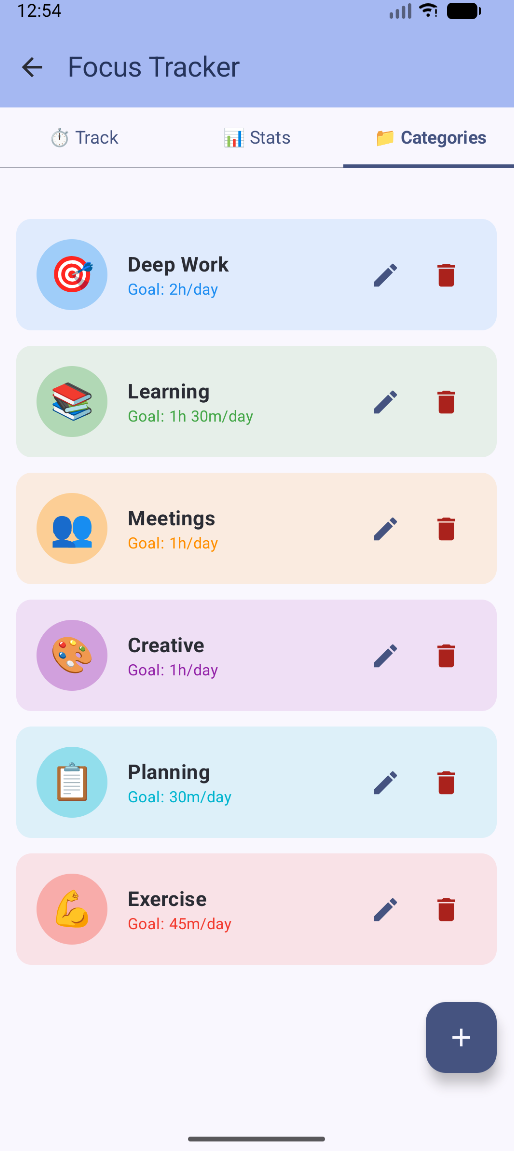 12:54
Focus Tracker
Track
Stats
Categories
Deep Work
Goal: 2h/day
Learning
Goal: 1h 30m/day
Meetings
Goal: 1h/day
Creative
Goal: 1h/day
Planning
Goal: 30m/day
Exercise
Goal: 45m/day
+